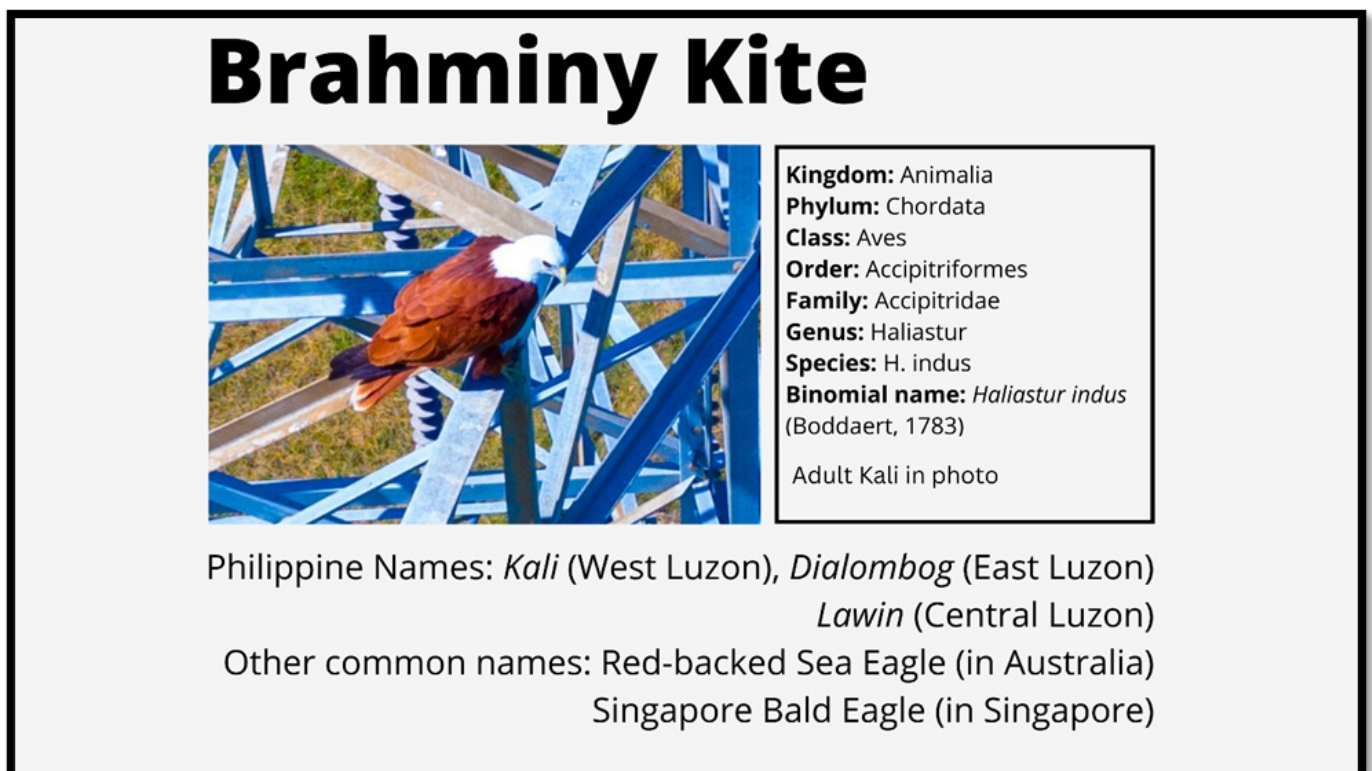 Brahminy Kite
Kingdom: Animalia
Phylum: Chordata
Class: Aves
Order: Accipitriformes
Family: Accipitridae
Genus: Haliastur
Species: H. indus
Binomial name: Haliastur indus
(Boddaert, 1783)
Adult Kali in photo
Philippine Names: Kali (West Luzon), Dialombog (East Luzon)
Lawin (Central Luzon)
Other common names: Red-backed Sea Eagle (in Australia)
Singapore Bald Eagle (in Singapore)